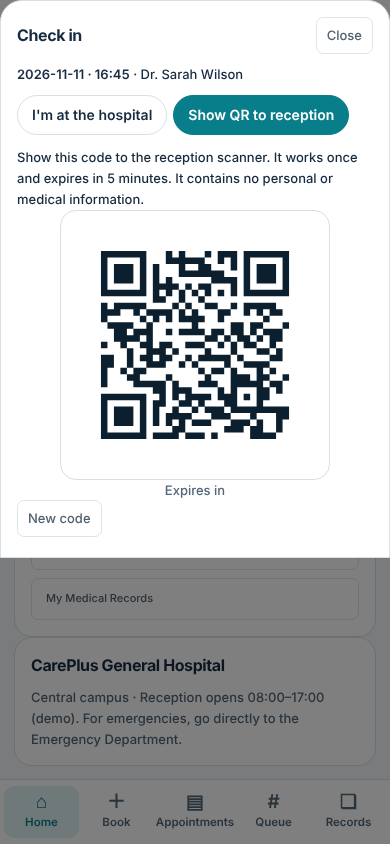 Check in
Close
2026-11-11 · 16:45 · Dr. Sarah Wilson
I'm at the hospital
Show QR to reception
Show this code to the reception scanner. It works once
and expires in 5 minutes. It contains no personal or
medical information.
Expires in
New code
My Medical Records
CarePlus General Hospital
Central campus · Reception opens 08:00–17:00
(demo). For emergencies, go directly to the
Emergency Department.
Home
Book
Appointments
# Queue
Records